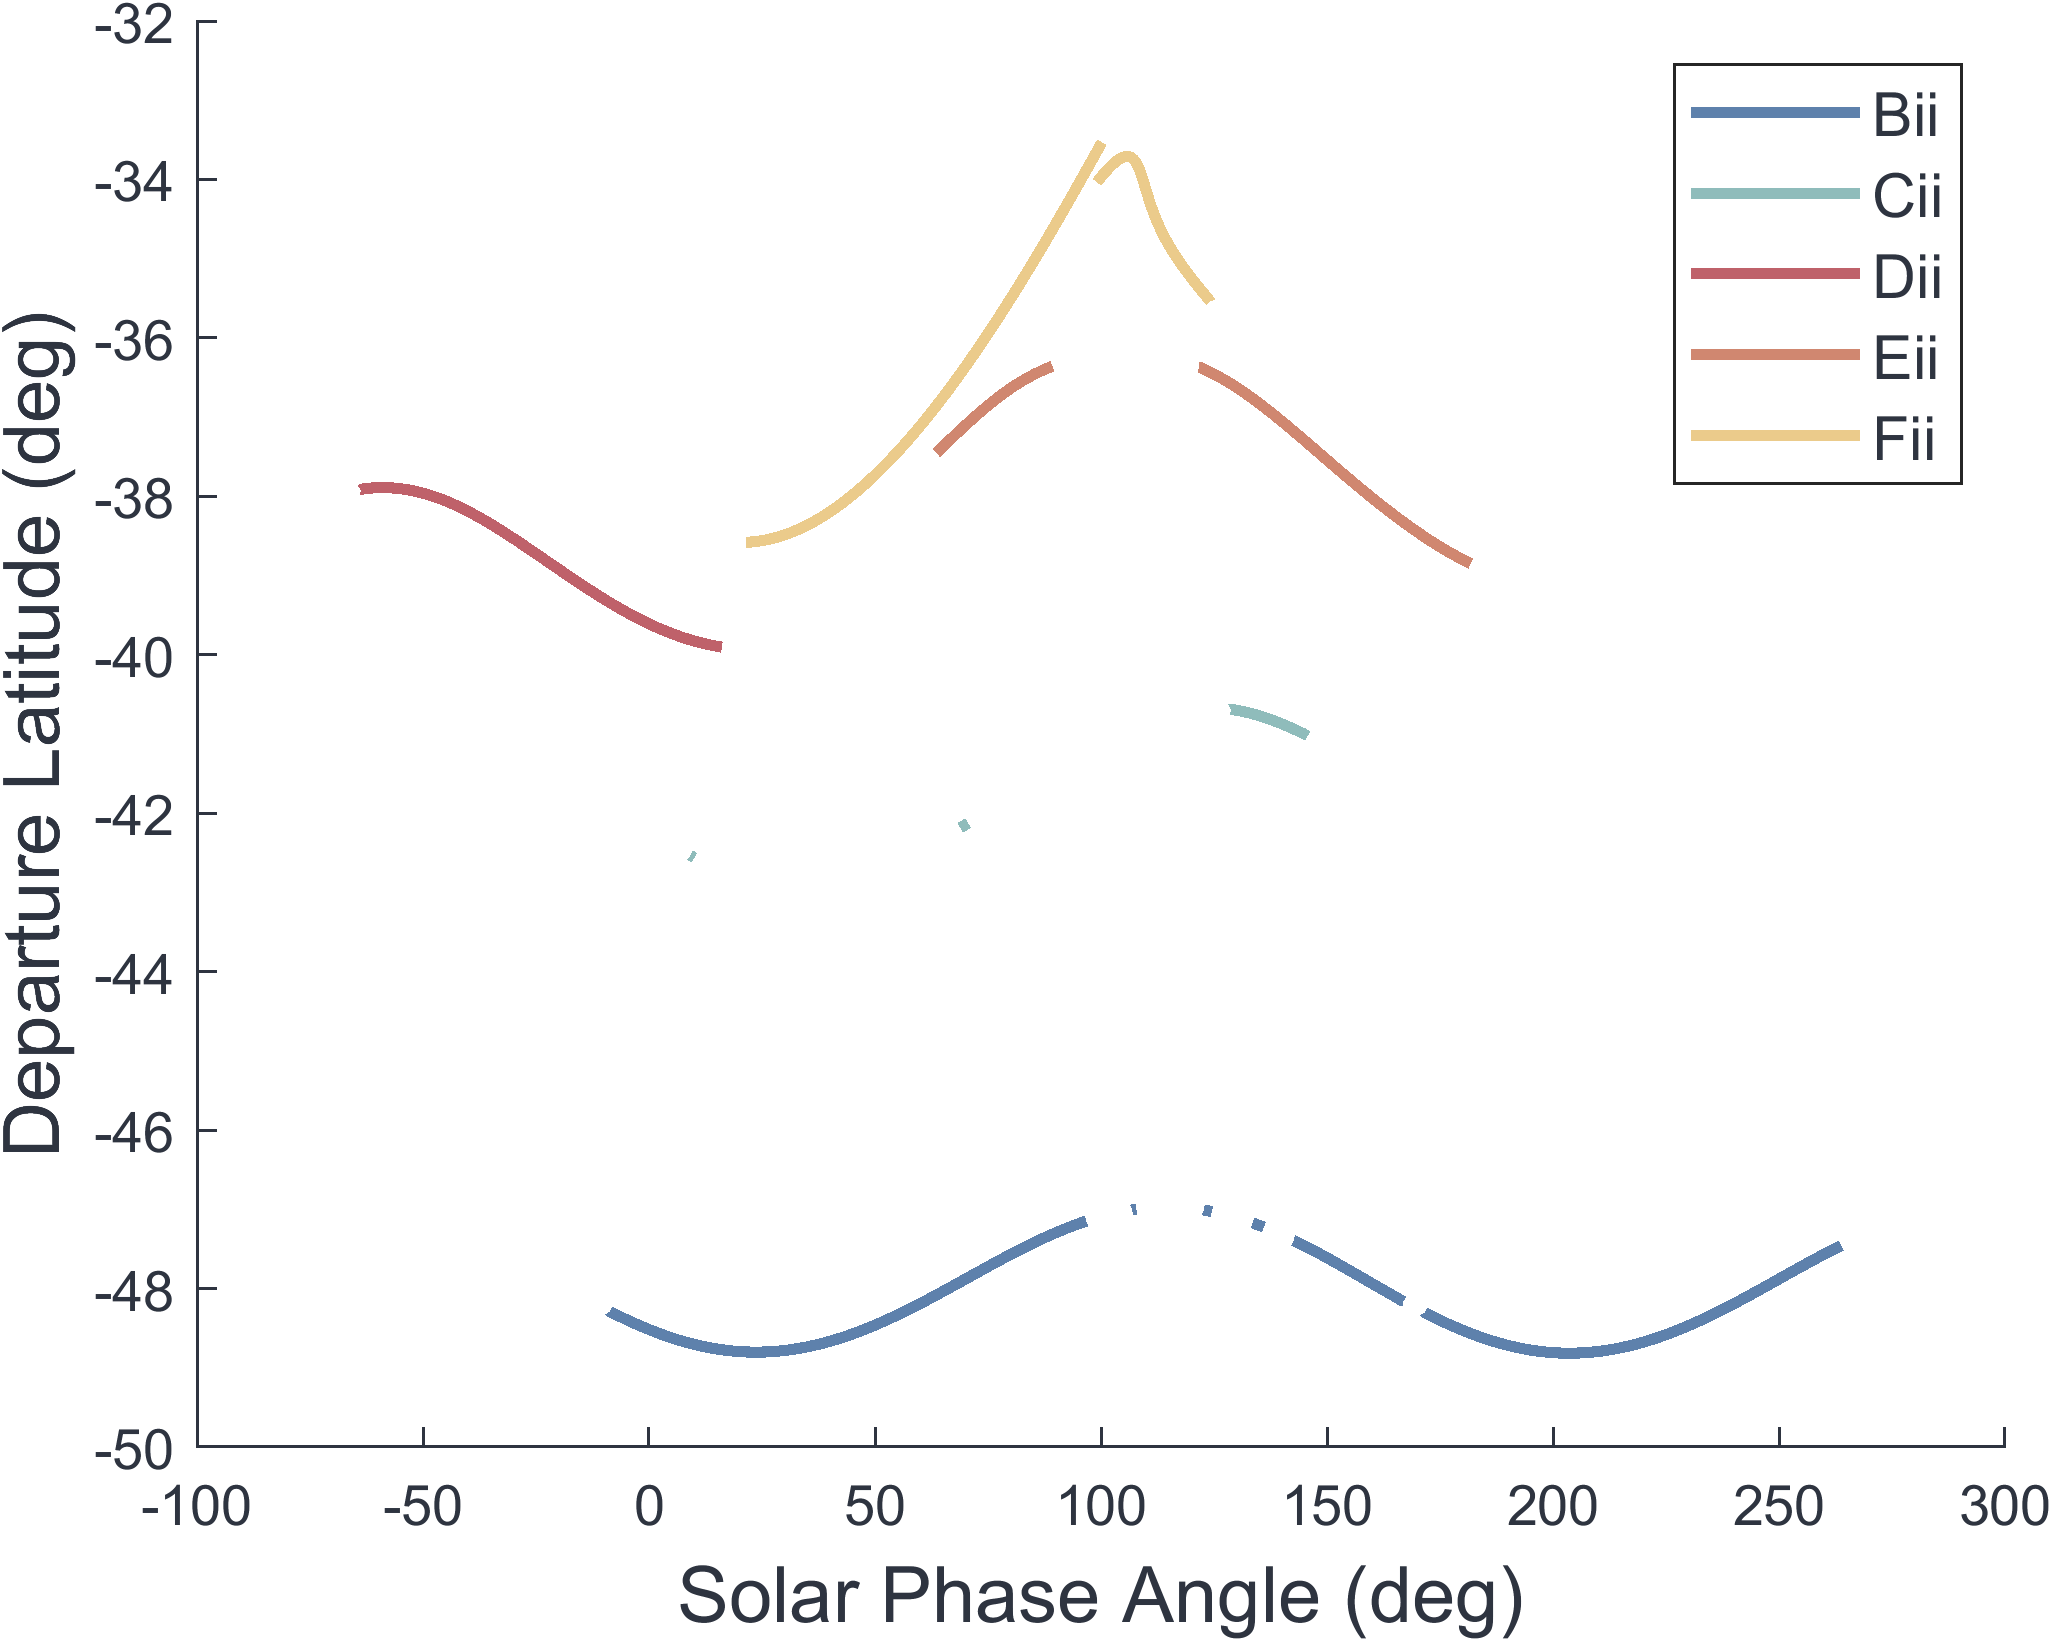 Departure Latitude (deg)
-32
-34
-36
-38
-40
-42
-44
-46
-48
-50
-100 -50 0 50 100 150 200 250 300
Solar Phase Angle (deg)
Bii
Cii
Dii
Eii
Fii